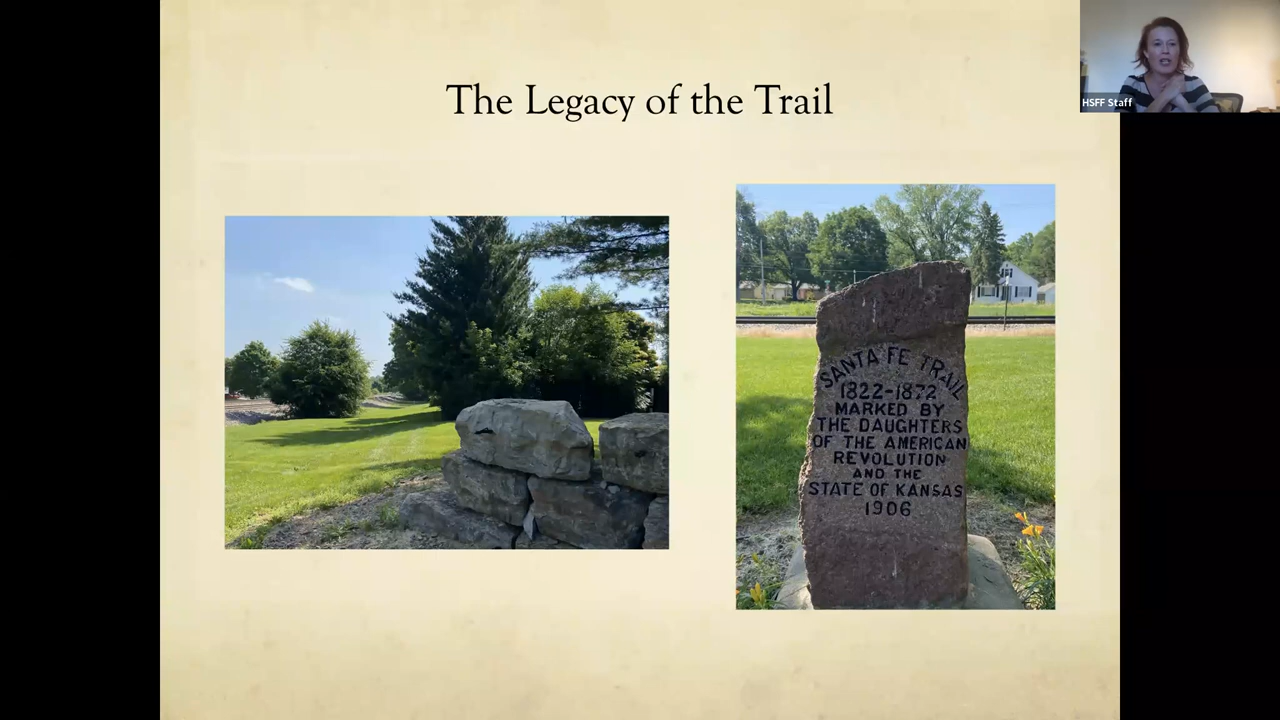 The Legacy of the Trail
HSFF Staff
SANTA FE TRAIL
1822-1872
MARKED BY
THE DAUGHTERS
OF THE AMERICAN
REVOLUTION
AND THE
STATE OF KANSAS
1906